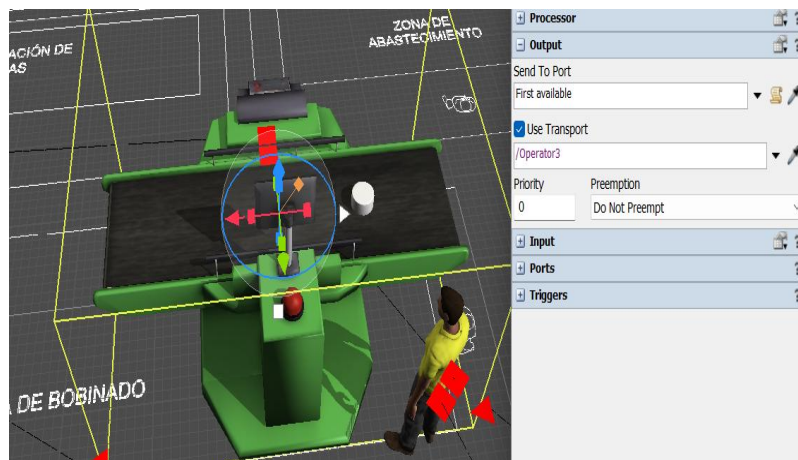 ZONA DE
ABASTECIMIENTO
ACIÓN DE
AS
A DE BOBINADO
Processor
Output
Send To Port
First available
Use Transport
/Operator3
Priority
Preemption
0
Do Not Preempt
Input
Ports
Triggers